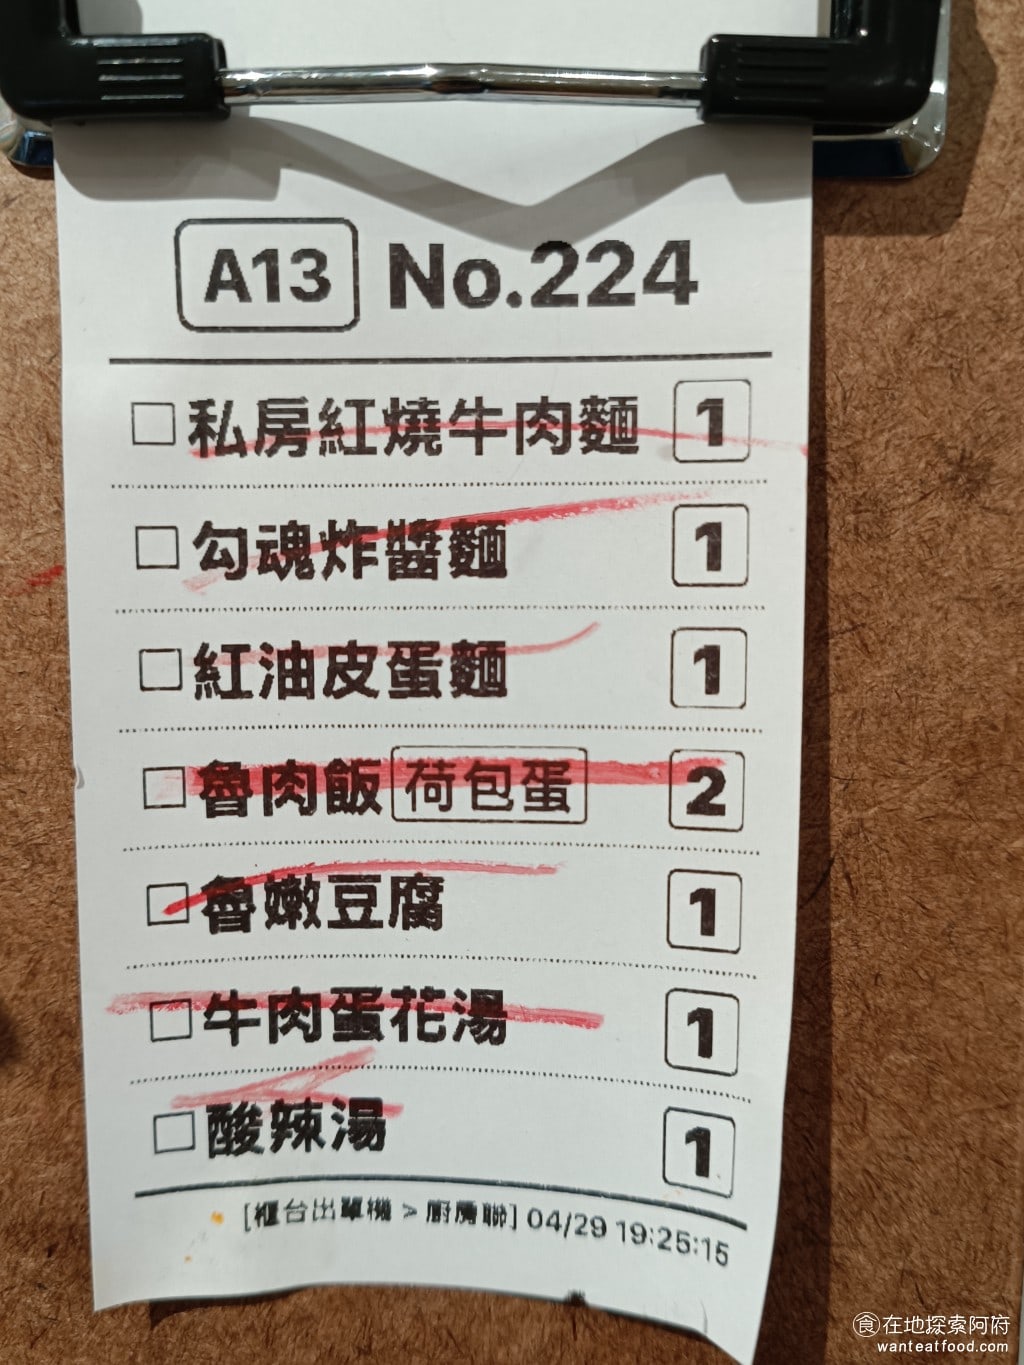 A13 No.224
私房紅燒牛肉麵 1
勾魂炸醬麵 1
紅油皮蛋麵 1
魯肉飯 荷包蛋 2
魯嫩豆腐 1
牛肉蛋花湯 1
酸辣湯 1
[櫃台出單機 > 廚房聯] 04/29 19:25:15
食在地探索阿府
wanteatfood.com